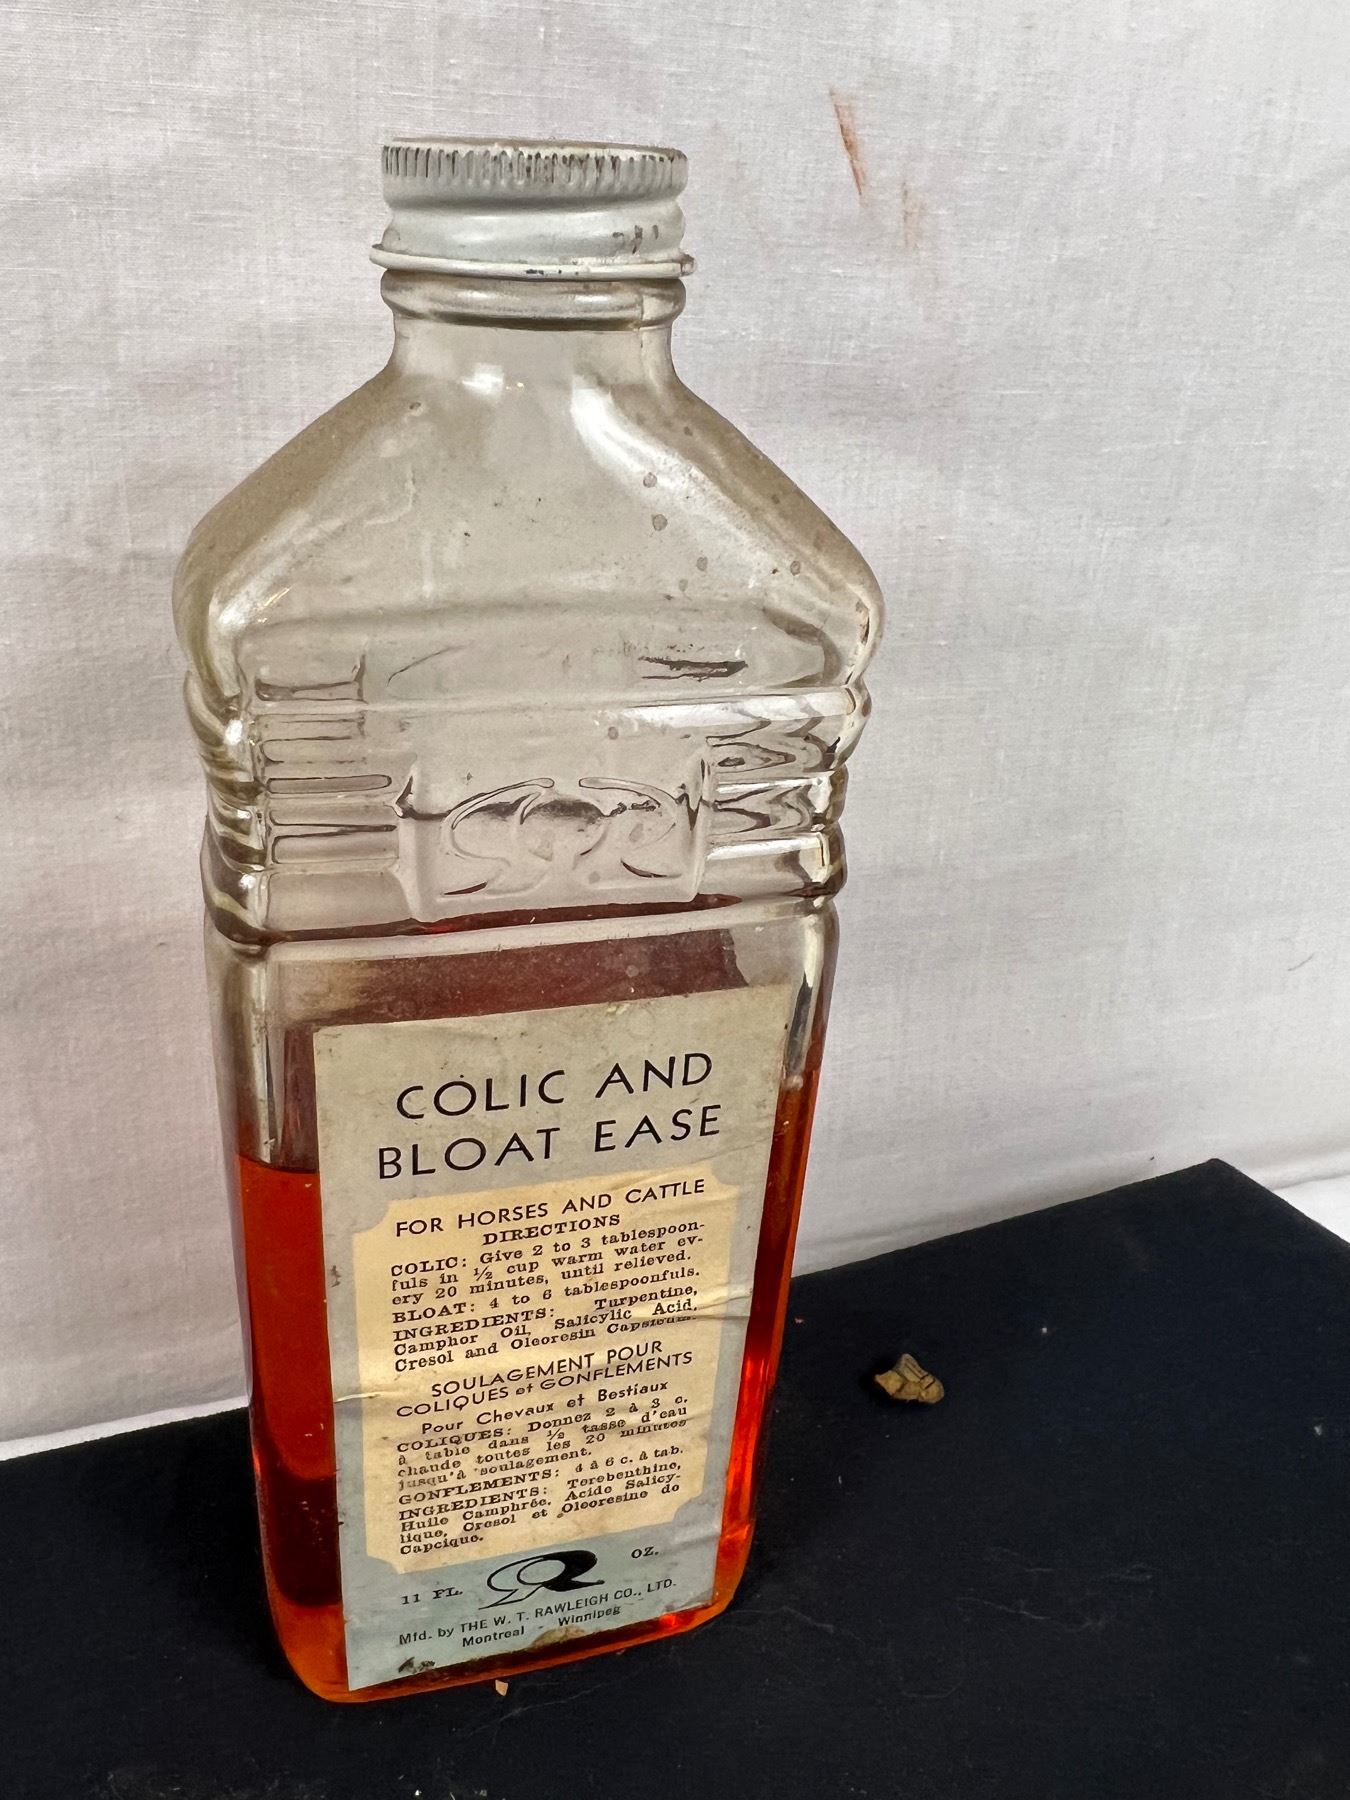 COLIC AND
BLOAT EASE
FOR HORSES AND CATTLE
DIRECTIONS
COLIC: Give 2 to 3 tablespoon-
fuls in ½ cup warm water ev-
ery 20 minutes, until relieved.
BLOAT: 4 to 6 tablespoonfuls.
INGREDIENTS: Turpentine,
Camphor Oil, Salicylic Acid,
Cresol and Oleoresin Capsicum.
SOULAGEMENT POUR
COLIQUES et GONFLEMENTS
Pour Chevaux et Bestiaux
COLIQUES: Donnez 2 à 3 c.
à table dans ½ tasse d'eau
chaude toutes les 20 minutes
jusqu'à soulagement.
GONFLEMENTS: 4 à 6 c. à tab.
INGREDIENTS: Terebenthine,
Huile Camphrée, Acide Salicy-
lique, Cresol et Oleoresine de
Capcique.
11 FL. OZ.
Mfd. by THE W. T. RAWLEIGH CO., LTD.
Montreal - Winnipeg